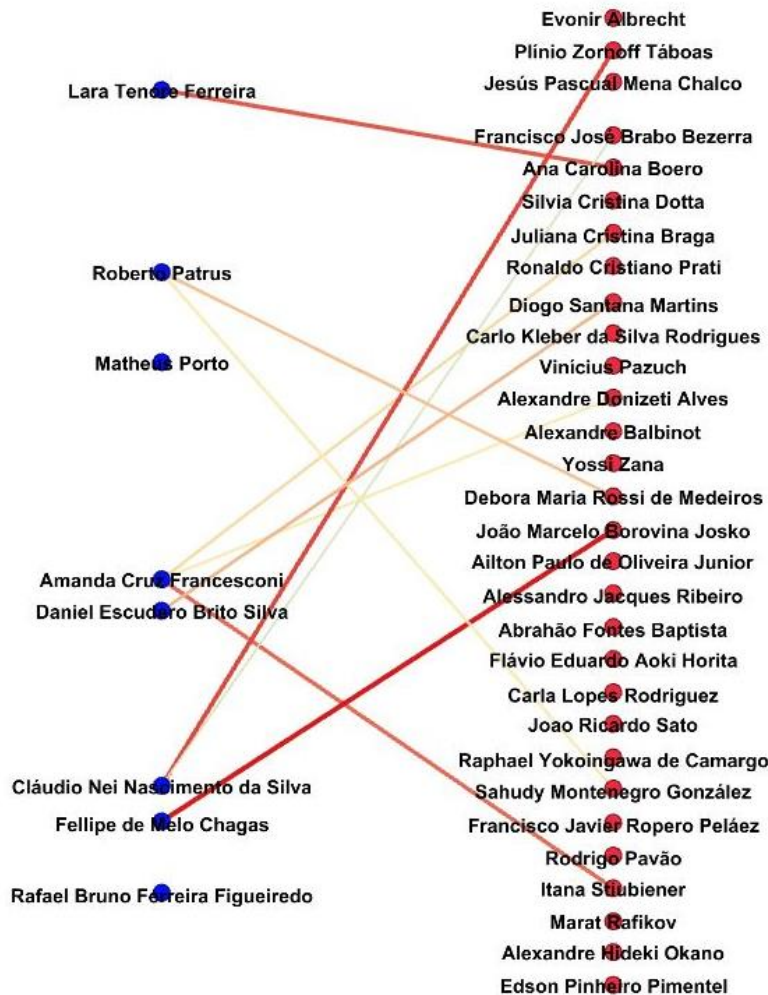 Lara Tenore Ferreira
Roberto Patrus
Matheus Porto
Amanda Cruz Francesconi
Daniel Escudero Brito Silva
Cláudio Nei Nascimento da Silva
Fellipe de Melo Chagas
Rafael Bruno Ferreira Figueiredo
Evonir Albrecht
Plínio Zornoff Táboas
Jesús Pascual Mena Chalco
Francisco José Brabo Bezerra
Ana Carolina Boero
Silvia Cristina Dotta
Juliana Cristina Braga
Ronaldo Cristiano Prati
Diogo Santana Martins
Carlo Kleber da Silva Rodrigues
Vinícius Pazuch
Alexandre Donizeti Alves
Alexandre Balbinot
Yossi Zana
Debora Maria Rossi de Medeiros
João Marcelo Borovina Josko
Ailton Paulo de Oliveira Junior
Alessandro Jacques Ribeiro
Abrahão Fontes Baptista
Flávio Eduardo Aoki Horita
Carla Lopes Rodriguez
Joao Ricardo Sato
Raphael Yokoingawa de Camargo
Sahudy Montenegro González
Francisco Javier Ropero Peláez
Rodrigo Pavão
Itana Stiubiener
Marat Rafikov
Alexandre Hideki Okano
Edson Pinheiro Pimentel